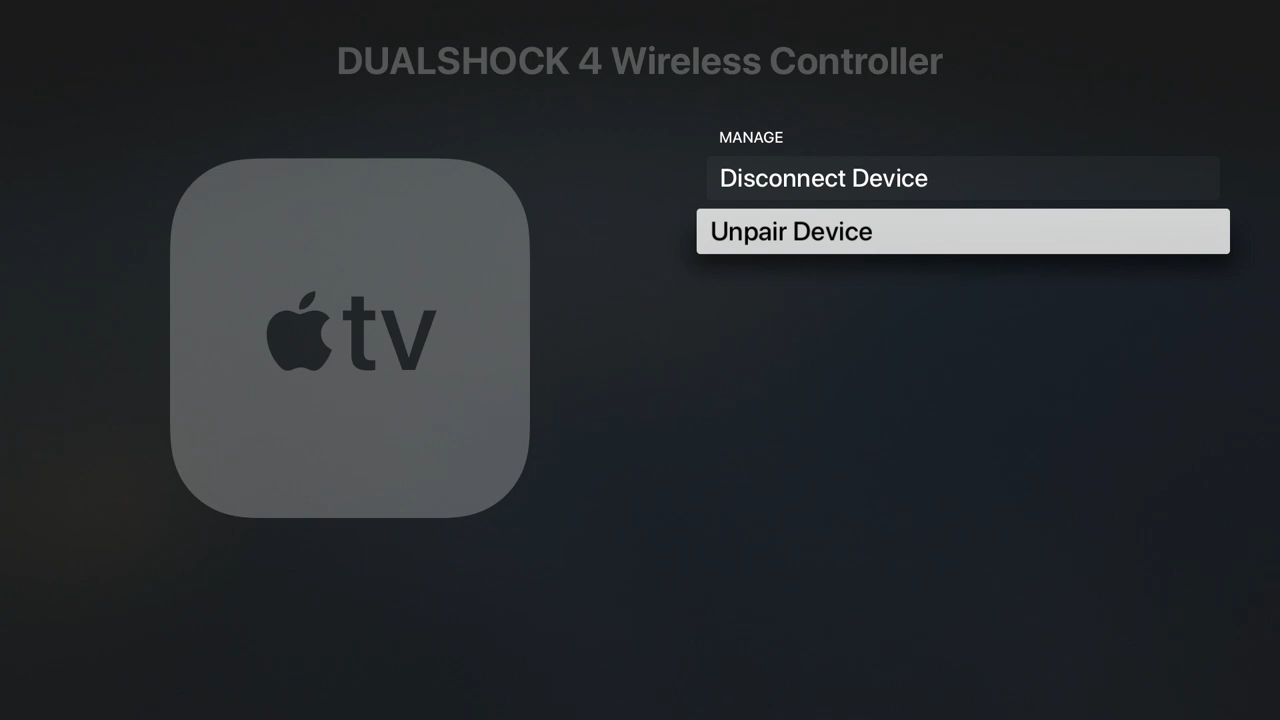 DUALSHOCK 4 Wireless Controller
MANAGE
Disconnect Device
Unpair Device
tv